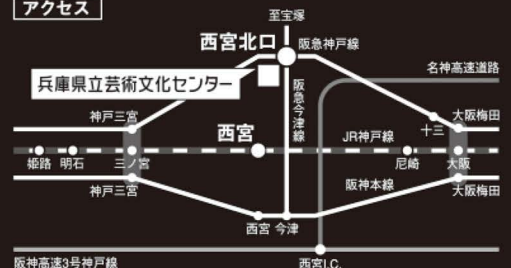 アクセス
至宝塚
西宮北口
阪急神戸線
名神高速道路
兵庫県立芸術文化センター
阪急今津線
神戸三宮
十三
大阪梅田
西宮
JR神戸線
姫路
明石
三ノ宮
尼崎
大阪
神戸三宮
阪神本線
大阪梅田
西宮
今津
阪神高速3号神戸線
西宮I.C.